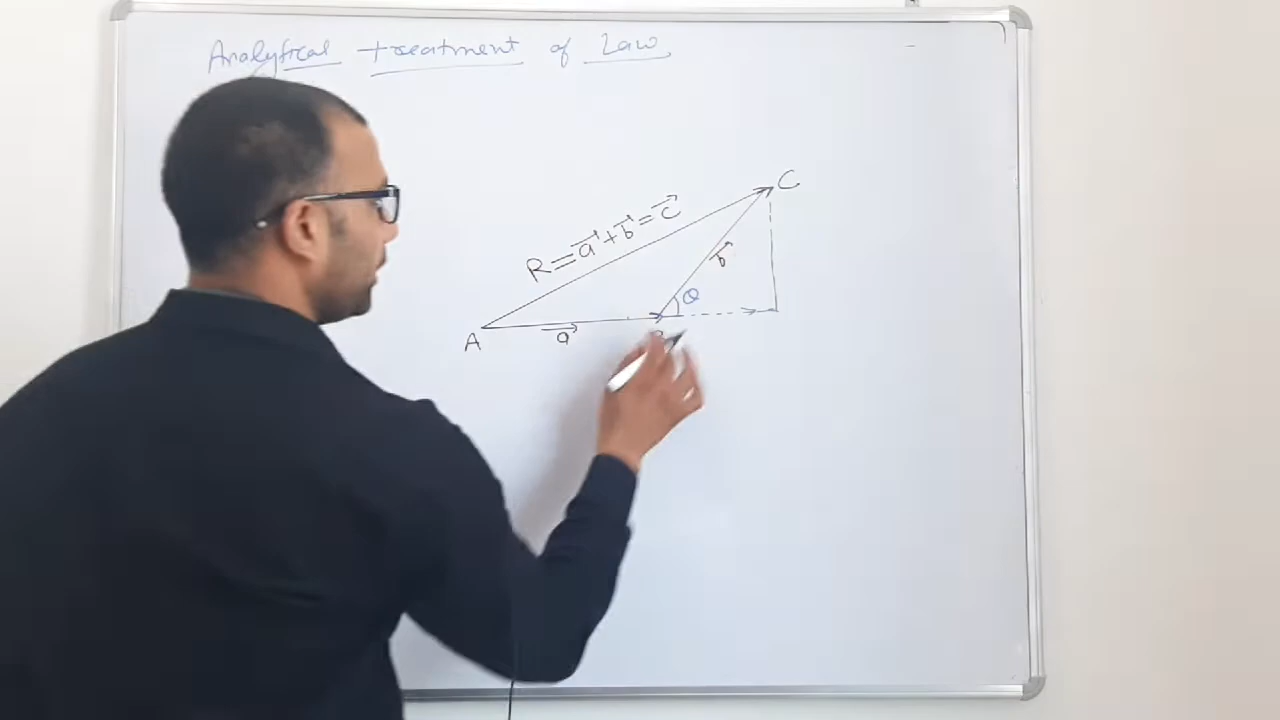 Analytical treatment of Law
C
R = a⃗ + b⃗ = c⃗
b⃗
θ
A
a⃗